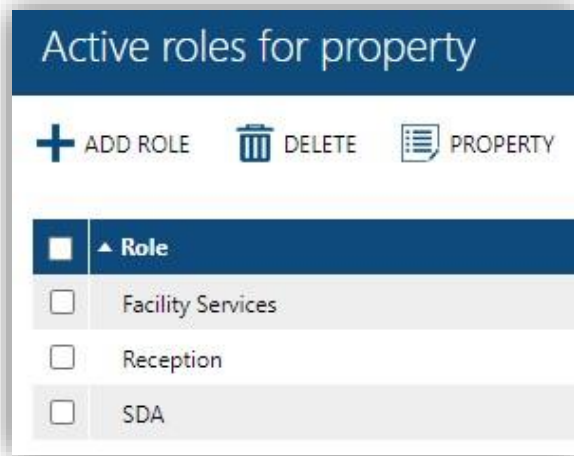 Active roles for property
ADD ROLE DELETE PROPERTY
Role
Facility Services
Reception
SDA